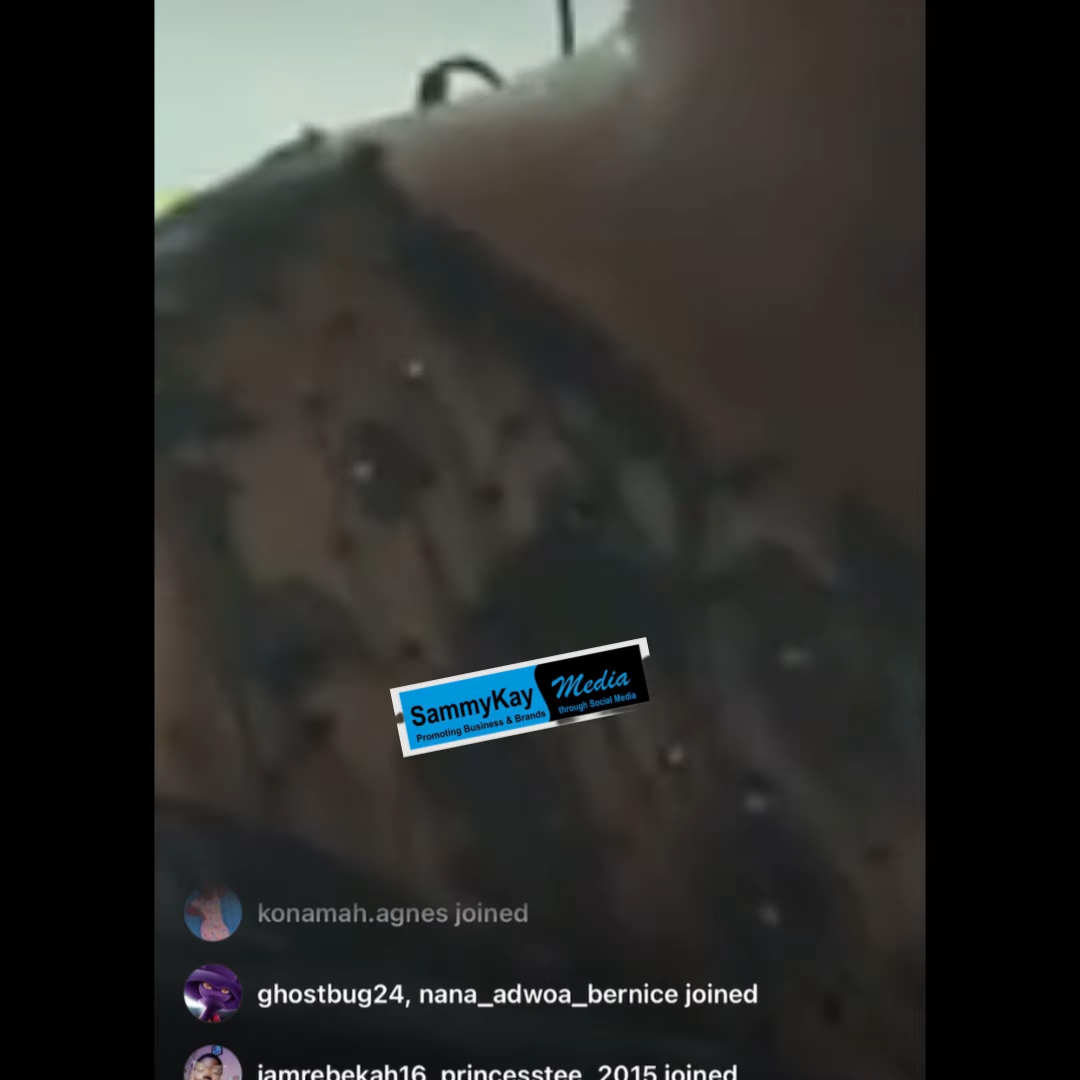 SammyKay Media
Promoting Business & Brands through Social Media
konamah.agnes joined
ghostbug24, nana_adwoa_bernice joined
iamrebekah16, princesstee_2015 joined